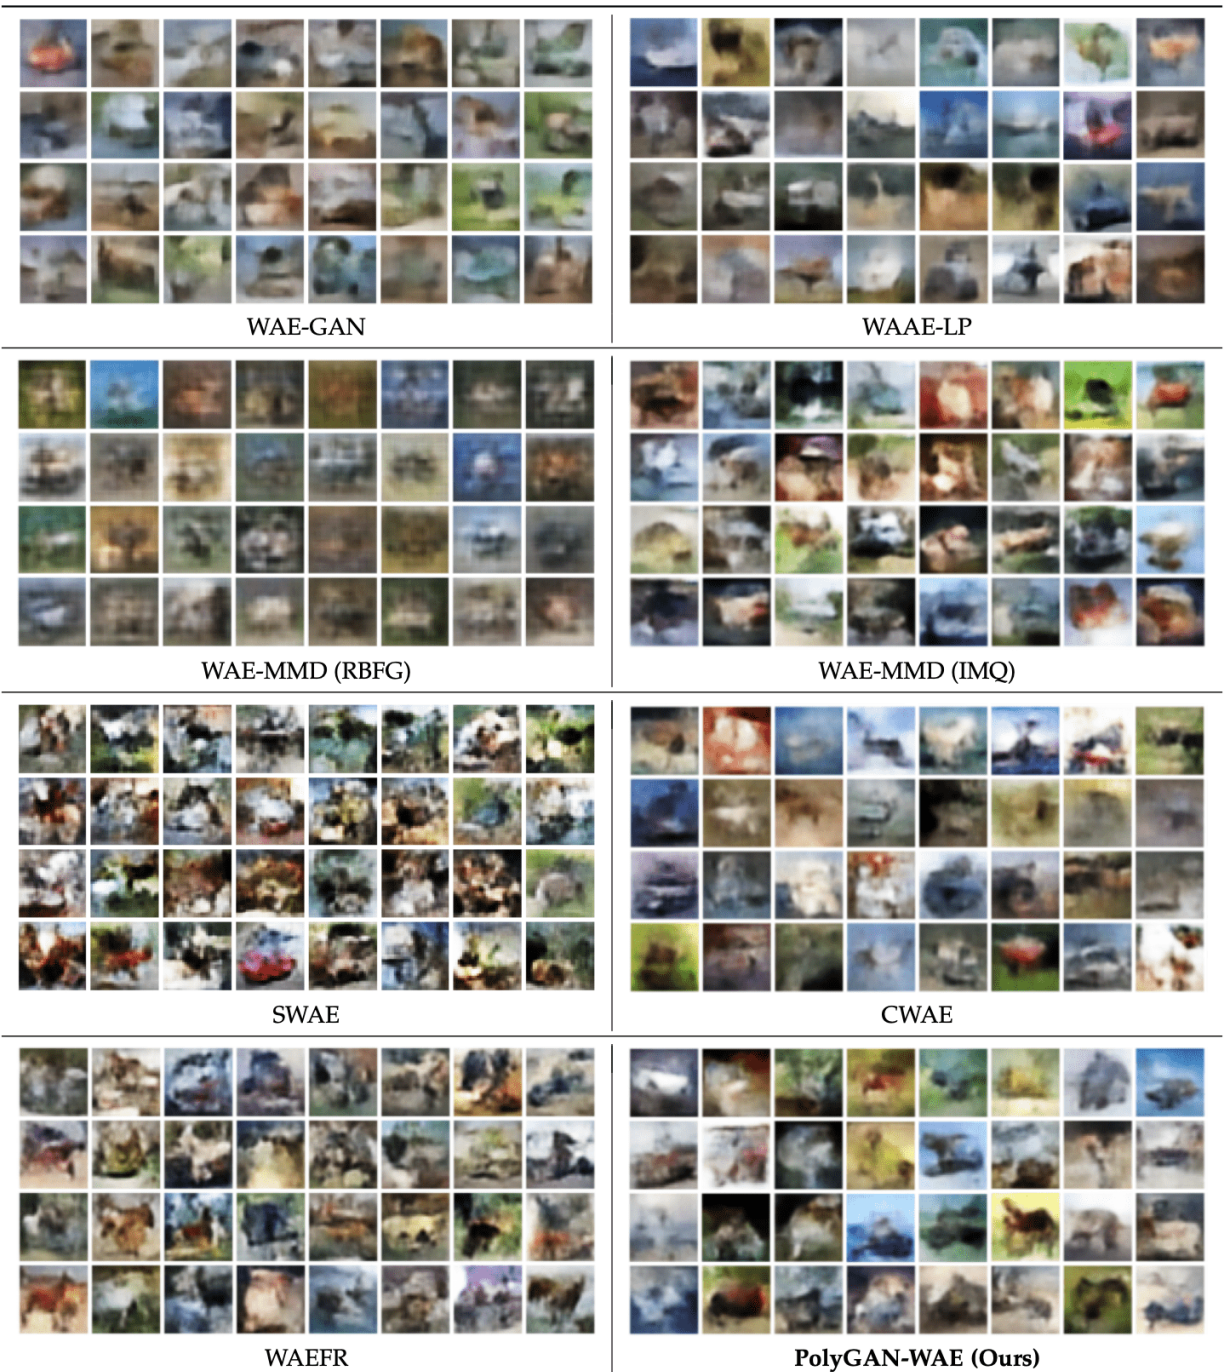 WAE-GAN
WAAE-LP
WAE-MMD (RBFG)
WAE-MMD (IMQ)
SWAE
CWAE
WAEFR
PolyGAN-WAE (Ours)